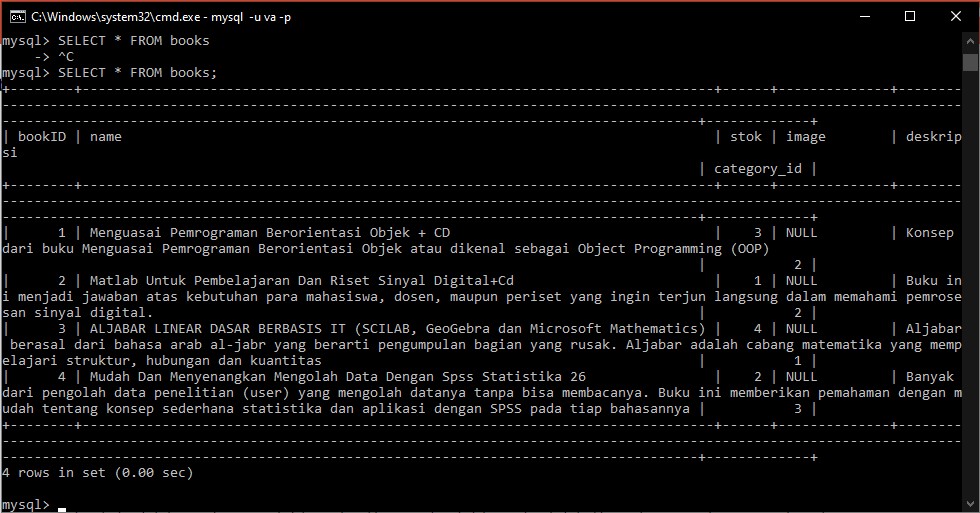 C:\Windows\system32\cmd.exe - mysql  -u va -p
mysql> SELECT * FROM books
    -> ^C
mysql> SELECT * FROM books;
| bookID | name | stok | image | deskrip
si
| category_id |
| 1 | Menguasai Pemrograman Berorientasi Objek + CD | 3 | NULL | Konsep
dari buku Menguasai Pemrograman Berorientasi Objek atau dikenal sebagai Object Programming (OOP)
| 2 |
| 2 | Matlab Untuk Pembelajaran Dan Riset Sinyal Digital+Cd | 1 | NULL | Buku in
i menjadi jawaban atas kebutuhan para mahasiswa, dosen, maupun periset yang ingin terjun langsung dalam memahami pemrose
san sinyal digital. | 2 |
| 3 | ALJABAR LINEAR DASAR BERBASIS IT (SCILAB, GeoGebra dan Microsoft Mathematics) | 4 | NULL | Aljabar
 berasal dari bahasa arab al-jabr yang berarti pengumpulan bagian yang rusak. Aljabar adalah cabang matematika yang memp
elajari struktur, hubungan dan kuantitas | 1 |
| 4 | Mudah Dan Menyenangkan Mengolah Data Dengan Spss Statistika 26 | 2 | NULL | Banyak
dari pengolah data penelitian (user) yang mengolah datanya tanpa bisa membacanya. Buku ini memberikan pemahaman dengan m
udah tentang konsep sederhana statistika dan aplikasi dengan SPSS pada tiap bahasannya | 3 |
4 rows in set (0.00 sec)
mysql>